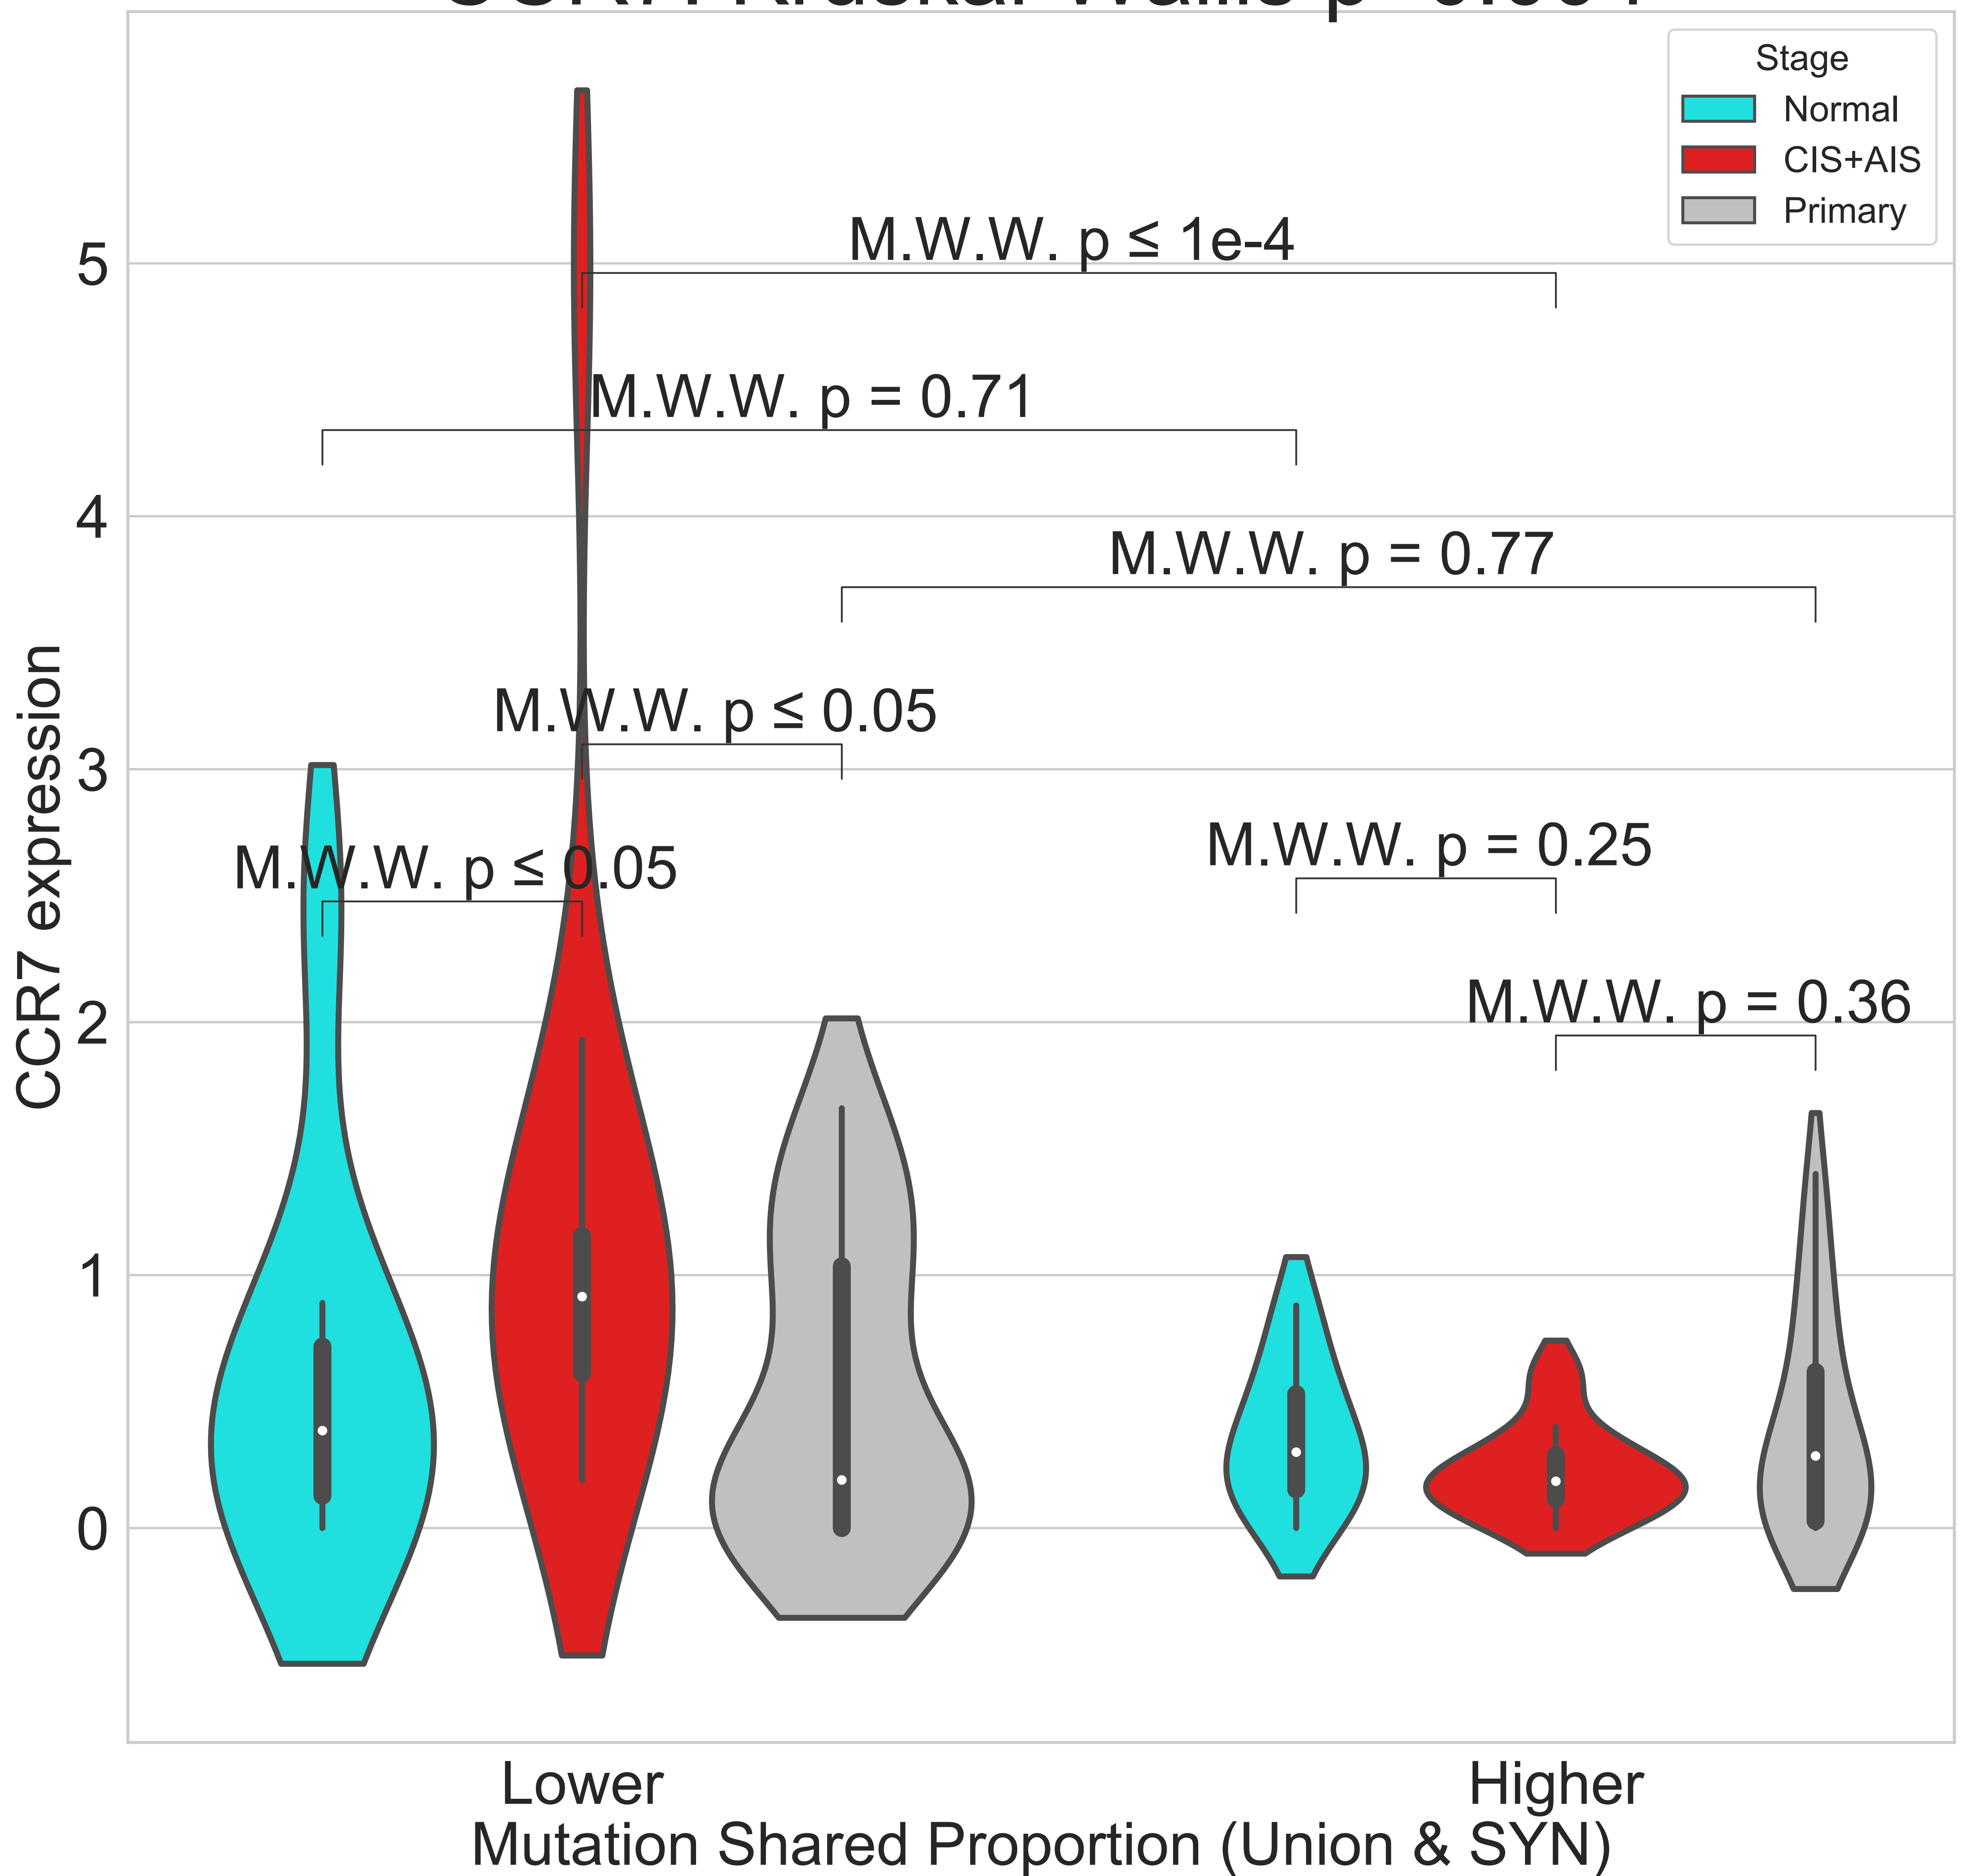 Stage
Normal
CIS+AIS
Primary
M.W.W. p ≤ 1e-4
M.W.W. p = 0.71
M.W.W. p = 0.77
M.W.W. p ≤ 0.05
M.W.W. p ≤ 0.05
M.W.W. p = 0.25
M.W.W. p = 0.36
5
4
3
2
1
0
CCR7 expression
Lower
Higher
Mutation Shared Proportion (Union & SYN)